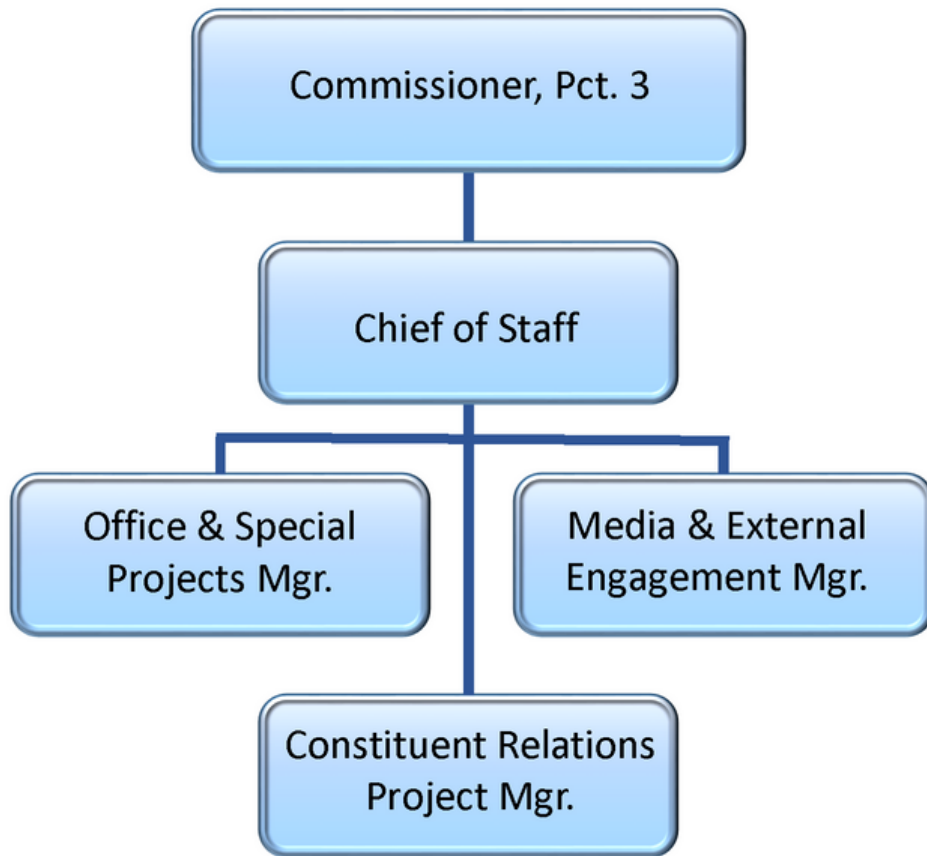 Commissioner, Pct. 3
Chief of Staff
Office & Special
Projects Mgr.
Media & External
Engagement Mgr.
Constituent Relations
Project Mgr.